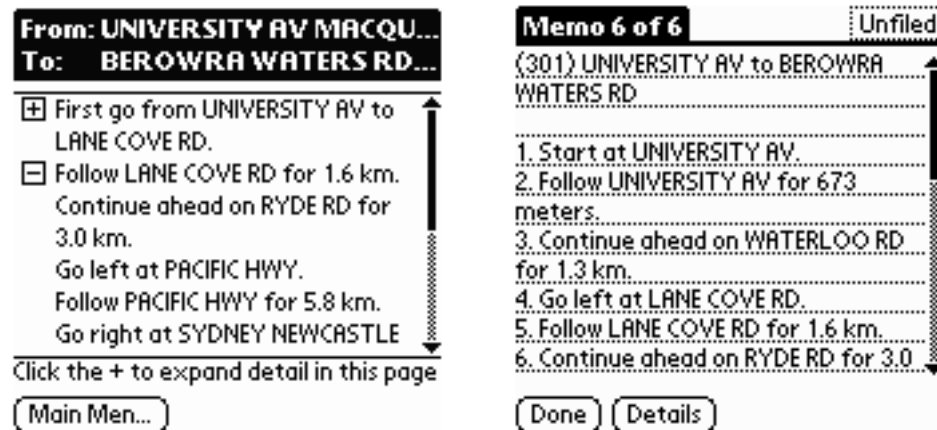 From: UNIVERSITY AV MACQU...
To: BEROWRA WATERS RD...
First go from UNIVERSITY AV to
LANE COVE RD.
Follow LANE COVE RD for 1.6 km.
Continue ahead on RYDE RD for
3.0 km.
Go left at PACIFIC HWY.
Follow PACIFIC HWY for 5.8 km.
Go right at SYDNEY NEWCASTLE
Click the + to expand detail in this page
Main Men...
Memo 6 of 6
Unfiled
(301) UNIVERSITY AV to BEROWRA
WATERS RD
1. Start at UNIVERSITY AV.
2. Follow UNIVERSITY AV for 673
meters.
3. Continue ahead on WATERLOO RD
for 1.3 km.
4. Go left at LANE COVE RD.
5. Follow LANE COVE RD for 1.6 km.
6. Continue ahead on RYDE RD for 3.0
Done
Details